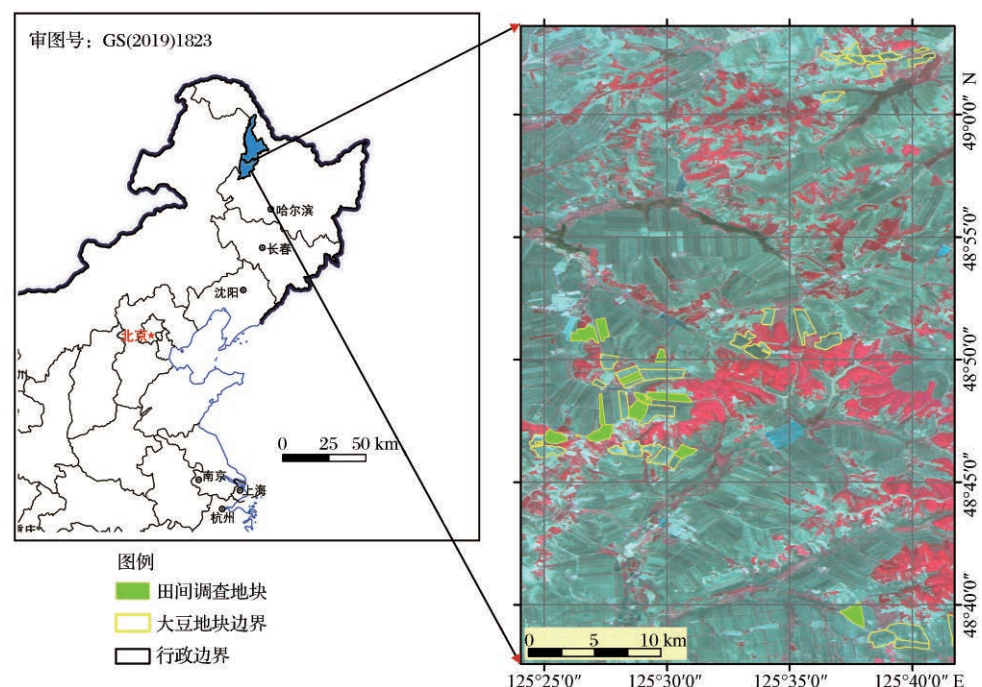 审图号：GS(2019)1823
哈尔滨
长春
沈阳
北京
南京
上海
杭州
0 25 50 km
图例
田间调查地块
大豆地块边界
行政边界
49°0′0″ N
48°55′0″
48°50′0″
48°45′0″
48°40′0″
0 5 10 km
125°25′0″ 125°30′0″ 125°35′0″ 125°40′0″ E